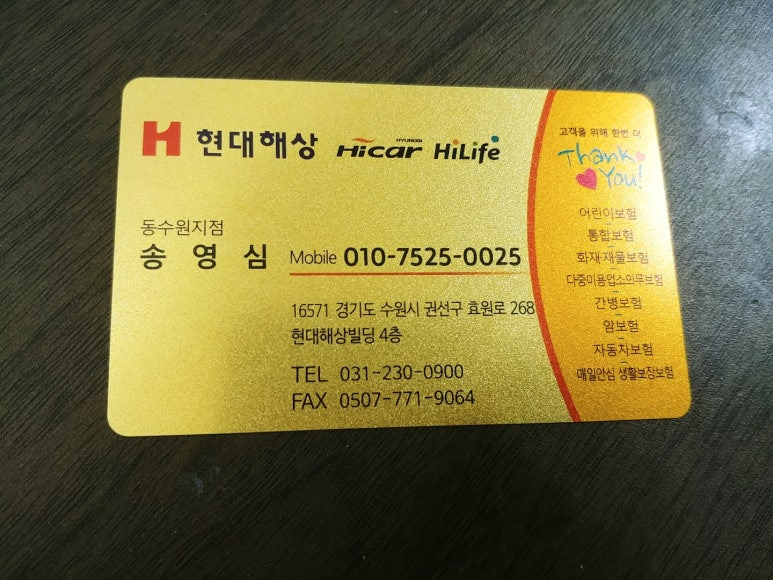 H 현대해상 HYUNDAI Hicar HiLife
동수원지점
송 영 심 Mobile 010-7525-0025
16571 경기도 수원시 권선구 효원로 268
현대해상빌딩 4층
TEL 031-230-0900
FAX 0507-771-9064
고객을 위해 한번 더
Thank
You!
어린이보험
통합보험
화재·재물보험
다중이용업소의무보험
간병보험
암보험
자동차보험
매일안심 생활보장보험